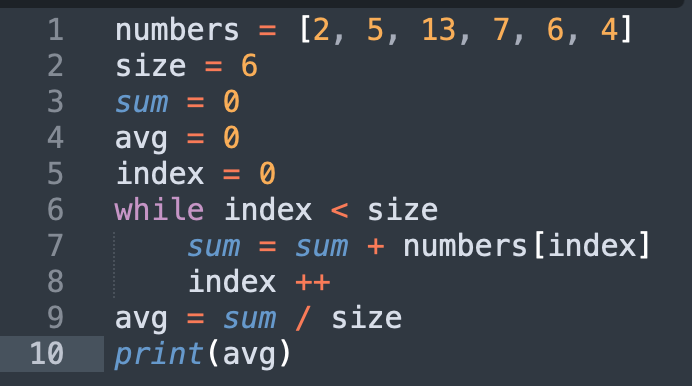 1 numbers = [2, 5, 13, 7, 6, 4]
2 size = 6
3 sum = 0
4 avg = 0
5 index = 0
6 while index < size
7     sum = sum + numbers[index]
8     index ++
9 avg = sum / size
10 print(avg)